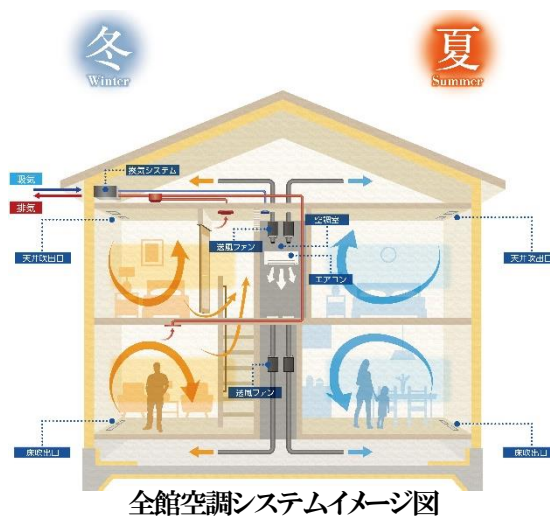 冬
Winter
夏
Summer
換気システム
吸気
排気
空調室
送風ファン
天井吹出口
天井吹出口
エアコン
送風ファン
床吹出口
床吹出口
全館空調システムイメージ図